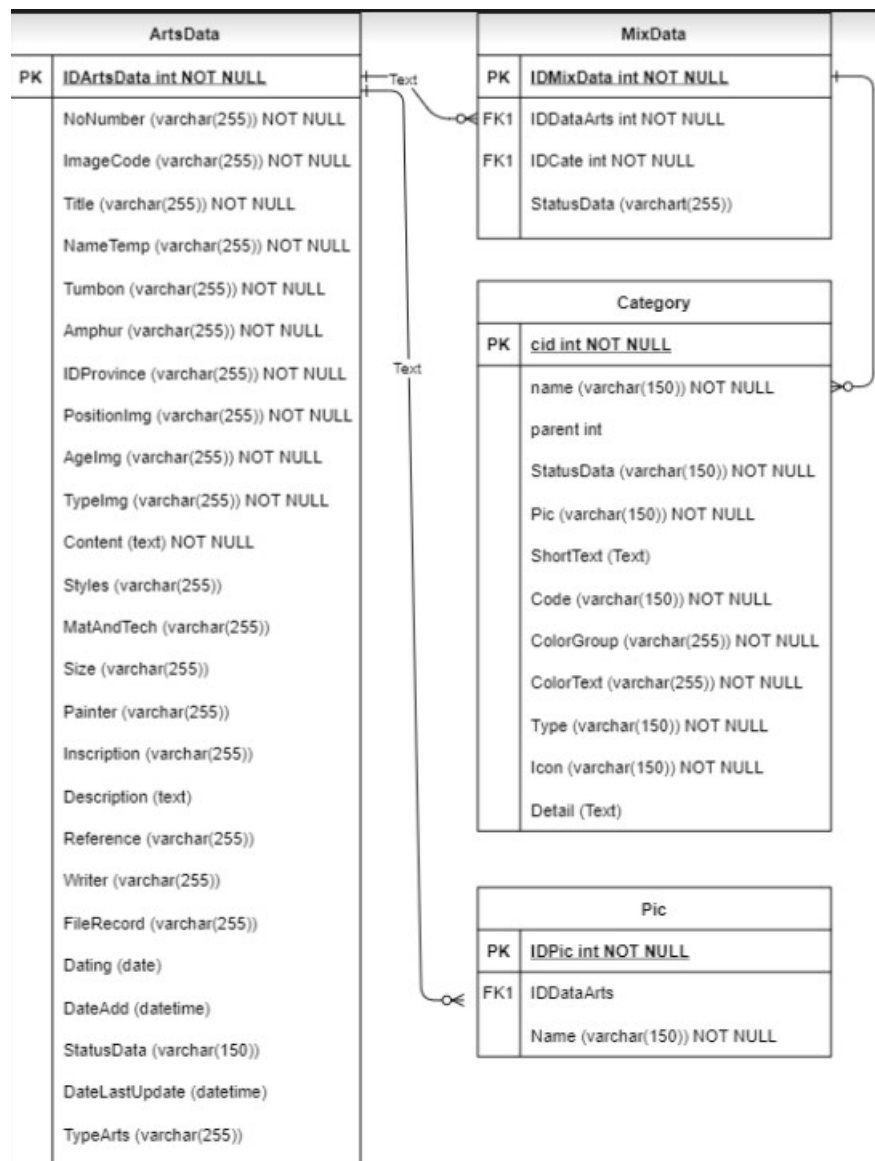 ArtsData
PK IDArtsData int NOT NULL
NoNumber (varchar(255)) NOT NULL
ImageCode (varchar(255)) NOT NULL
Title (varchar(255)) NOT NULL
NameTemp (varchar(255)) NOT NULL
Tumbon (varchar(255)) NOT NULL
Amphur (varchar(255)) NOT NULL
IDProvince (varchar(255)) NOT NULL
PositionImg (varchar(255)) NOT NULL
AgeImg (varchar(255)) NOT NULL
TypeImg (varchar(255)) NOT NULL
Content (text) NOT NULL
Styles (varchar(255))
MatAndTech (varchar(255))
Size (varchar(255))
Painter (varchar(255))
Inscription (varchar(255))
Description (text)
Reference (varchar(255))
Writer (varchar(255))
FileRecord (varchar(255))
Dating (date)
DateAdd (datetime)
StatusData (varchar(150))
DateLastUpdate (datetime)
TypeArts (varchar(255))
Text
Text
MixData
PK IDMixData int NOT NULL
FK1 IDDataArts int NOT NULL
FK1 IDCate int NOT NULL
StatusData (varchart(255))
Category
PK cid int NOT NULL
name (varchar(150)) NOT NULL
parent int
StatusData (varchar(150)) NOT NULL
Pic (varchar(150)) NOT NULL
ShortText (Text)
Code (varchar(150)) NOT NULL
ColorGroup (varchar(255)) NOT NULL
ColorText (varchar(255)) NOT NULL
Type (varchar(150)) NOT NULL
Icon (varchar(150)) NOT NULL
Detail (Text)
Pic
PK IDPic int NOT NULL
FK1 IDDataArts
Name (varchar(150)) NOT NULL